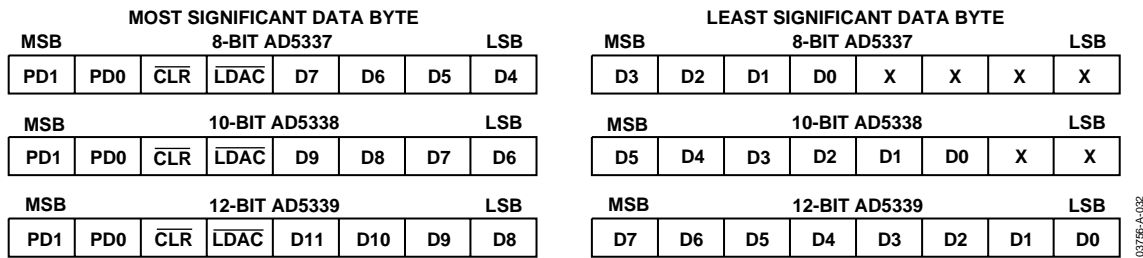 MOST SIGNIFICANT DATA BYTE
MSB 8-BIT AD5337 LSB
PD1 PD0 CLR LDAC D7 D6 D5 D4
MSB 10-BIT AD5338 LSB
PD1 PD0 CLR LDAC D9 D8 D7 D6
MSB 12-BIT AD5339 LSB
PD1 PD0 CLR LDAC D11 D10 D9 D8
LEAST SIGNIFICANT DATA BYTE
MSB 8-BIT AD5337 LSB
D3 D2 D1 D0 X X X X
MSB 10-BIT AD5338 LSB
D5 D4 D3 D2 D1 D0 X X
MSB 12-BIT AD5339 LSB
D7 D6 D5 D4 D3 D2 D1 D0
03756-A-032